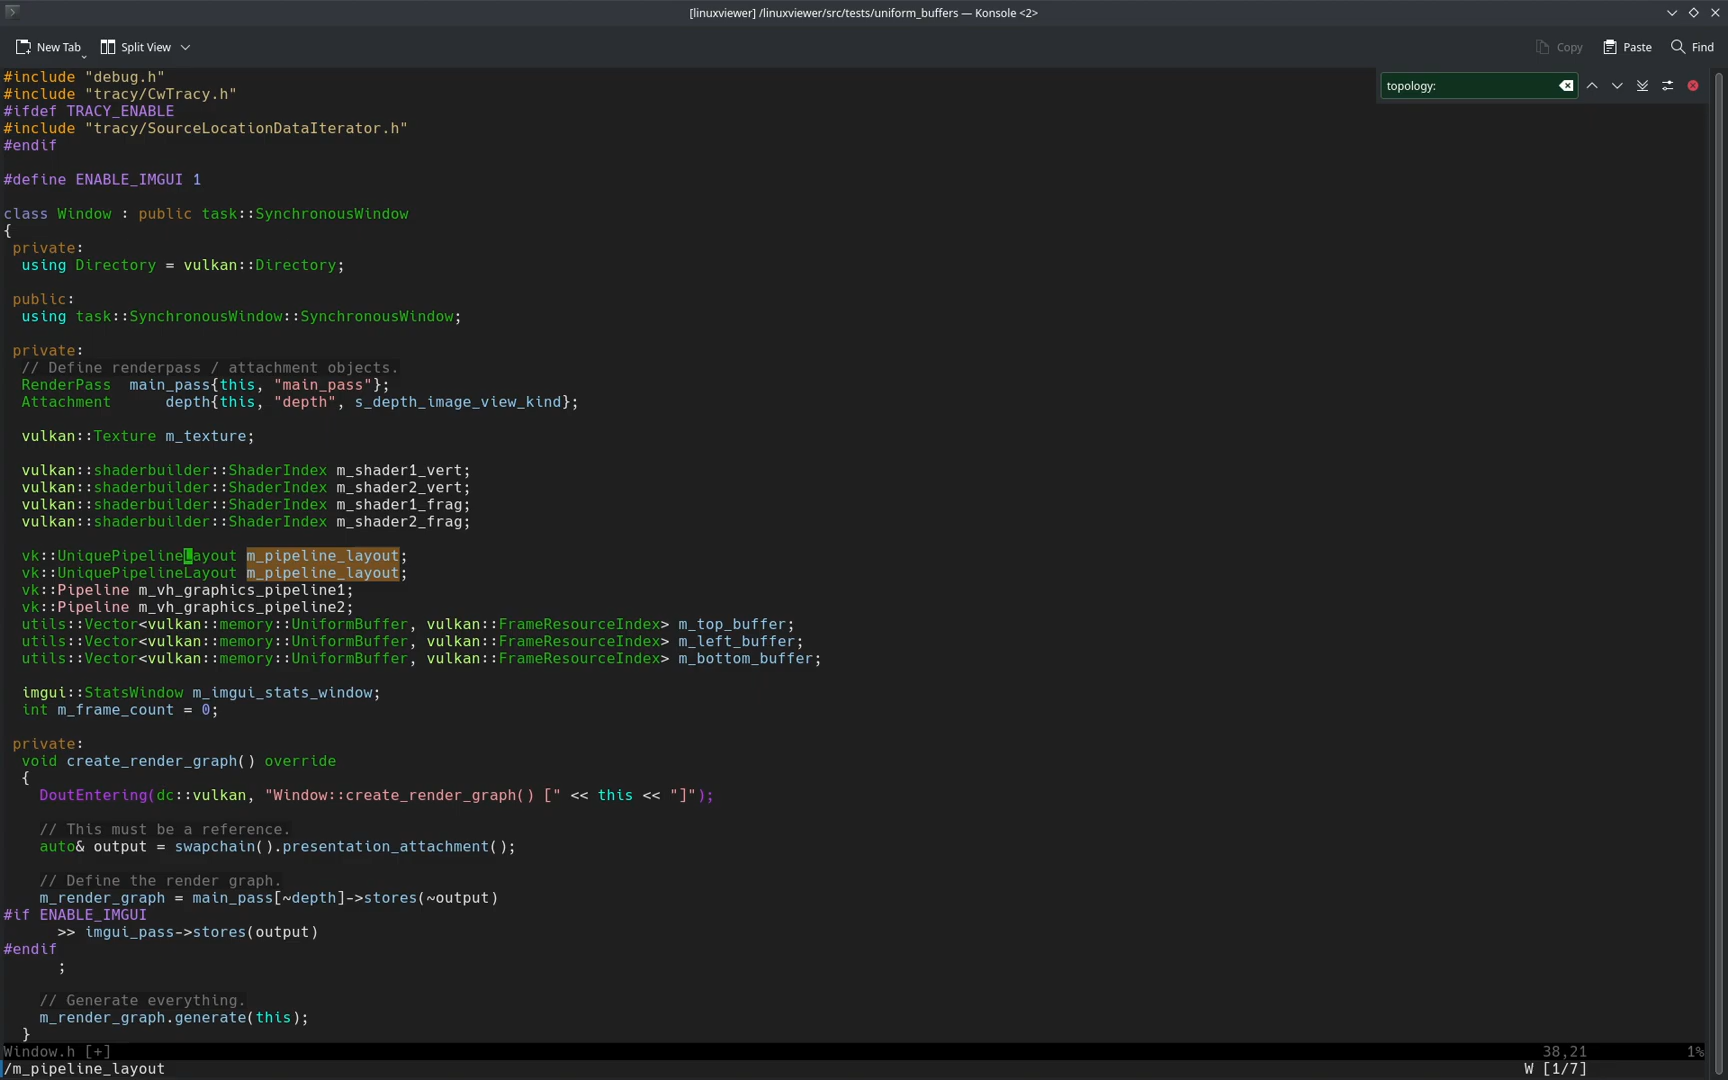 [linuxviewer] /linuxviewer/src/tests/uniform_buffers — Konsole <2>
New Tab
Split View
Copy
Paste
Find
topology:
#include "debug.h"
#include "tracy/CwTracy.h"
#ifdef TRACY_ENABLE
#include "tracy/SourceLocationDataIterator.h"
#endif
#define ENABLE_IMGUI 1
class Window : public task::SynchronousWindow
{
private:
using Directory = vulkan::Directory;
public:
using task::SynchronousWindow::SynchronousWindow;
private:
// Define renderpass / attachment objects.
RenderPass  main_pass{this, "main_pass"};
Attachment      depth{this, "depth", s_depth_image_view_kind};
vulkan::Texture m_texture;
vulkan::shaderbuilder::ShaderIndex m_shader1_vert;
vulkan::shaderbuilder::ShaderIndex m_shader2_vert;
vulkan::shaderbuilder::ShaderIndex m_shader1_frag;
vulkan::shaderbuilder::ShaderIndex m_shader2_frag;
vk::UniquePipelineLayout m_pipeline_layout;
vk::UniquePipelineLayout m_pipeline_layout;
vk::Pipeline m_vh_graphics_pipeline1;
vk::Pipeline m_vh_graphics_pipeline2;
utils::Vector<vulkan::memory::UniformBuffer, vulkan::FrameResourceIndex> m_top_buffer;
utils::Vector<vulkan::memory::UniformBuffer, vulkan::FrameResourceIndex> m_left_buffer;
utils::Vector<vulkan::memory::UniformBuffer, vulkan::FrameResourceIndex> m_bottom_buffer;
imgui::StatsWindow m_imgui_stats_window;
int m_frame_count = 0;
private:
void create_render_graph() override
{
DoutEntering(dc::vulkan, "Window::create_render_graph() [" << this << "]");
// This must be a reference.
auto& output = swapchain().presentation_attachment();
// Define the render graph.
m_render_graph = main_pass[~depth]->stores(~output)
#if ENABLE_IMGUI
>> imgui_pass->stores(output)
#endif
;
// Generate everything.
m_render_graph.generate(this);
}
Window.h [+] 38,21 1%
/m_pipeline_layout W [1/7]